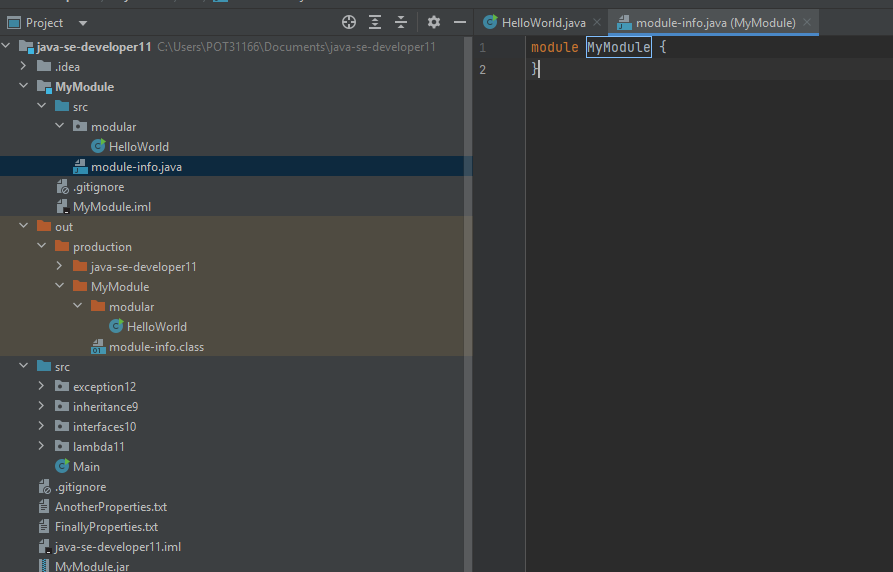 Project
java-se-developer11 C:\Users\POT31166\Documents\java-se-developer11
.idea
MyModule
src
modular
HelloWorld
module-info.java
.gitignore
MyModule.iml
out
production
java-se-developer11
MyModule
modular
HelloWorld
module-info.class
src
exception12
inheritance9
interfaces10
lambda11
Main
.gitignore
AnotherProperties.txt
FinallyProperties.txt
java-se-developer11.iml
MyModule.jar
HelloWorld.java
module-info.java (MyModule)
1 module MyModule {
2 }